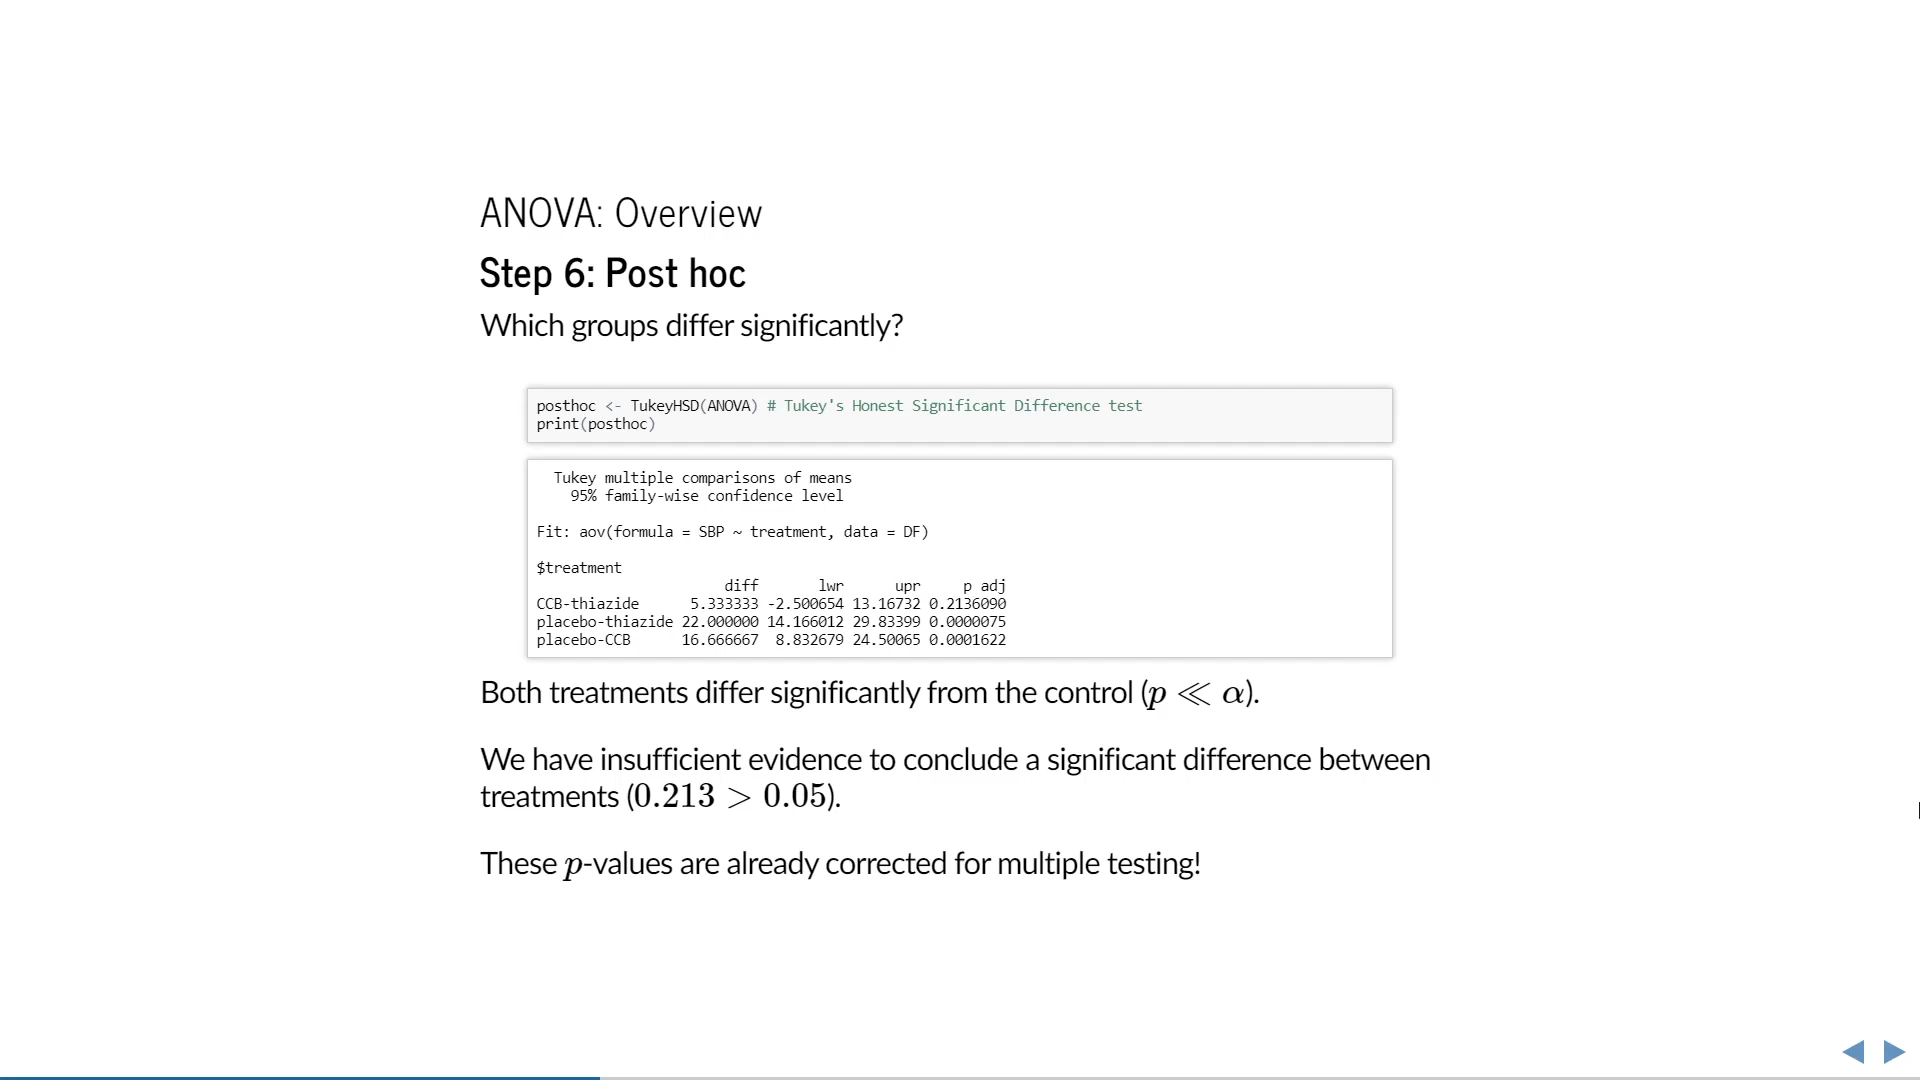 ANOVA: Overview
Step 6: Post hoc
Which groups differ significantly?
posthoc <- TukeyHSD(ANOVA) # Tukey's Honest Significant Difference test
print(posthoc)
Tukey multiple comparisons of means
95% family-wise confidence level
Fit: aov(formula = SBP ~ treatment, data = DF)
$treatment
diff lwr upr p adj
CCB-thiazide 5.333333 -2.500654 13.16732 0.2136090
placebo-thiazide 22.000000 14.166012 29.83399 0.0000075
placebo-CCB 16.666667 8.832679 24.50065 0.0001622
Both treatments differ significantly from the control (p ≪ α).
We have insufficient evidence to conclude a significant difference between
treatments (0.213 > 0.05).
These p-values are already corrected for multiple testing!